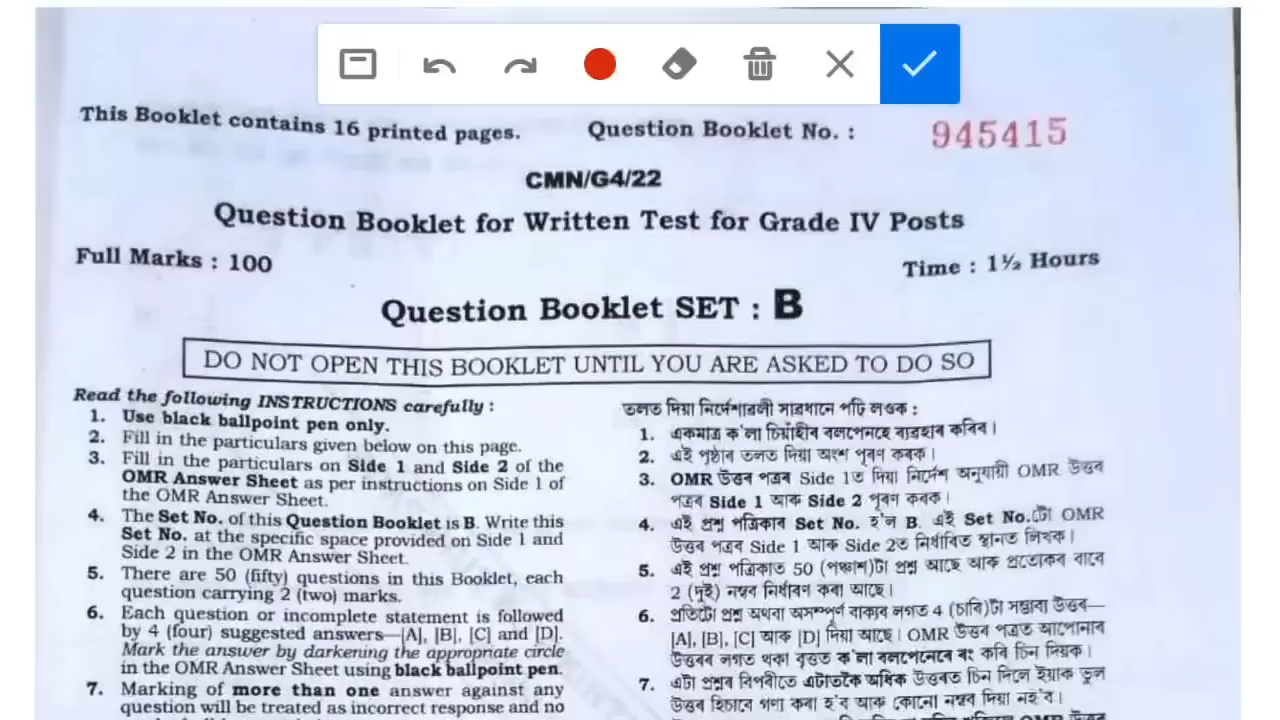 This Booklet contains 16 printed pages.
Question Booklet No. :
945415
CMN/G4/22
Question Booklet for Written Test for Grade IV Posts
Full Marks : 100
Time : 1½ Hours
Question Booklet SET : B
DO NOT OPEN THIS BOOKLET UNTIL YOU ARE ASKED TO DO SO
Read the following INSTRUCTIONS carefully :
1. Use black ballpoint pen only.
2. Fill in the particulars given below on this page.
3. Fill in the particulars on Side 1 and Side 2 of the
OMR Answer Sheet as per instructions on Side 1 of
the OMR Answer Sheet.
4. The Set No. of this Question Booklet is B. Write this
Set No. at the specific space provided on Side 1 and
Side 2 in the OMR Answer Sheet.
5. There are 50 (fifty) questions in this Booklet, each
question carrying 2 (two) marks.
6. Each question or incomplete statement is followed
by 4 (four) suggested answers—[A], [B], [C] and [D].
Mark the answer by darkening the appropriate circle
in the OMR Answer Sheet using black ballpoint pen.
7. Marking of more than one answer against any
question will be treated as incorrect response and no
তলত দিয়া নিৰ্দেশাৱলী সাৱধানে পঢ়ি লওক :
1. একমাত্ৰ ক'লা চিয়াঁহীৰ বলপেনহে ব্যৱহাৰ কৰিব।
2. এই পৃষ্ঠাৰ তলত দিয়া অংশ পূৰণ কৰক।
3. OMR উত্তৰ পত্ৰৰ Side 1ত দিয়া নিৰ্দেশ অনুযায়ী OMR উত্তৰ
পত্ৰৰ Side 1 আৰু Side 2 পূৰণ কৰক।
4. এই প্ৰশ্ন পত্ৰিকাৰ Set No. হ'ল B. এই Set No.টো OMR
উত্তৰ পত্ৰৰ Side 1 আৰু Side 2ত নিৰ্ধাৰিত স্থানত লিখক।
5. এই প্ৰশ্ন পত্ৰিকাত 50 (পঞ্চাশ)টা প্ৰশ্ন আছে আৰু প্ৰত্যেকৰ বাবে
2 (দুই) নম্বৰ নিৰ্ধাৰণ কৰা আছে।
6. প্ৰতিটো প্ৰশ্ন অথবা অসম্পূৰ্ণ বাক্যৰ লগত 4 (চাৰি)টা সম্ভাব্য উত্তৰ—
[A], [B], [C] আৰু [D] দিয়া আছে। OMR উত্তৰ পত্ৰত আপোনাৰ
উত্তৰৰ লগত থকা বৃত্তত ক'লা বলপেনেৰে ৰং কৰি চিন দিয়ক।
7. এটা প্ৰশ্নৰ বিপৰীতে এটাতকৈ অধিক উত্তৰত চিন দিলে ইয়াক ভুল
উত্তৰ হিচাবে গণ্য কৰা হ'ব আৰু কোনো নম্বৰ দিয়া নহ'ব।